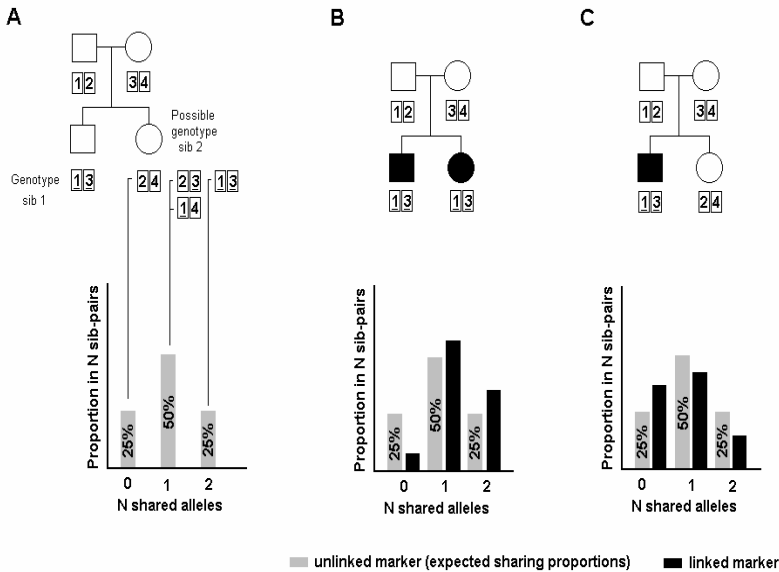 A
B
C
1 2
3 4
1 2
3 4
1 2
3 4
Possible
genotype
sib 2
Genotype
sib 1
1 3
2 4
2 3
1 3
1 4
1 3
1 3
1 3
2 4
Proportion in N sib-pairs
25%
50%
25%
0 1 2
N shared alleles
Proportion in N sib-pairs
25%
50%
25%
0 1 2
N shared alleles
Proportion in N sib-pairs
25%
50%
25%
0 1 2
N shared alleles
unlinked marker (expected sharing proportions)
linked marker